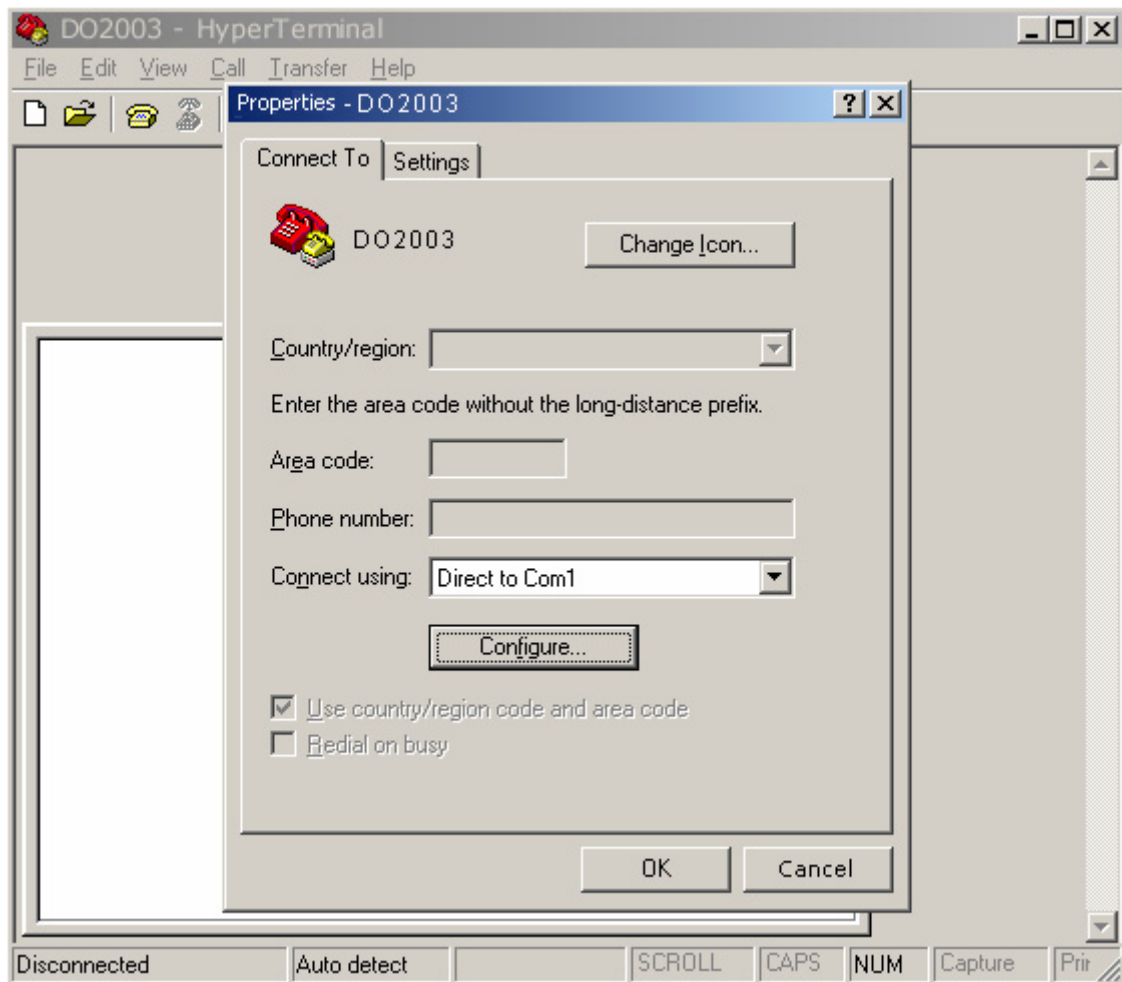 DO2003 - HyperTerminal
File Edit View Call Transfer Help
Properties - DO2003
Connect To Settings
DO2003 Change Icon...
Country/region:
Enter the area code without the long-distance prefix.
Area code:
Phone number:
Connect using: Direct to Com1
Configure...
Use country/region code and area code
Redial on busy
OK Cancel
Disconnected Auto detect SCROLL CAPS NUM Capture Prin